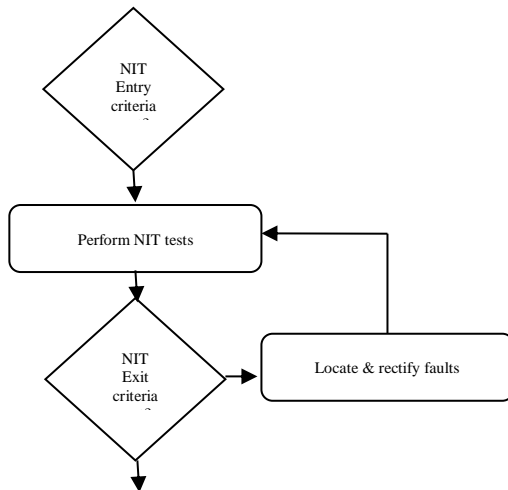 NIT
Entry
criteria
Perform NIT tests
NIT
Exit
criteria
Locate & rectify faults